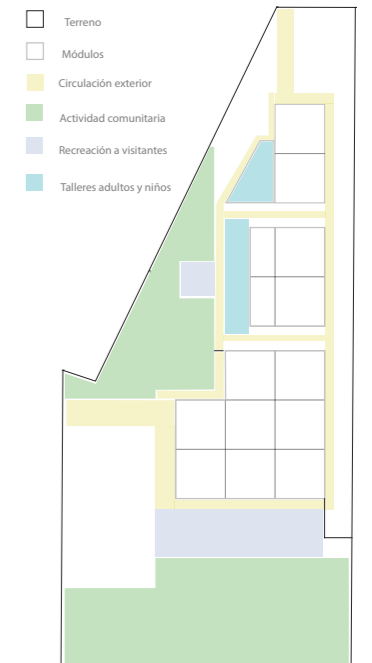 Terreno
Módulos
Circulación exterior
Actividad comunitaria
Recreación a visitantes
Talleres adultos y niños